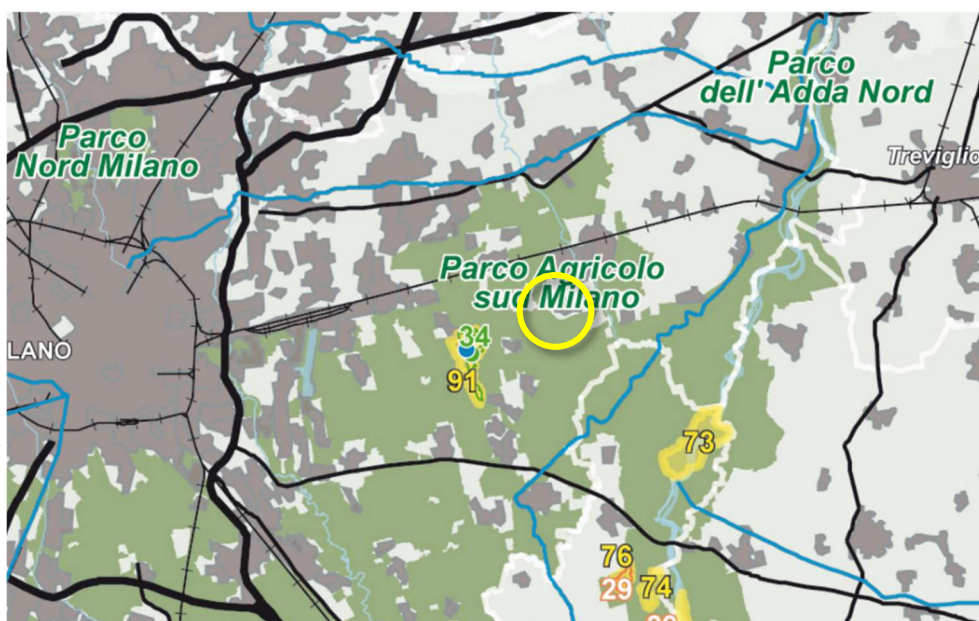 Parco
dell' Adda Nord
Parco
Nord Milano
Treviglio
Parco Agricolo
sud Milano
34
LANO
91
73
76
29
74